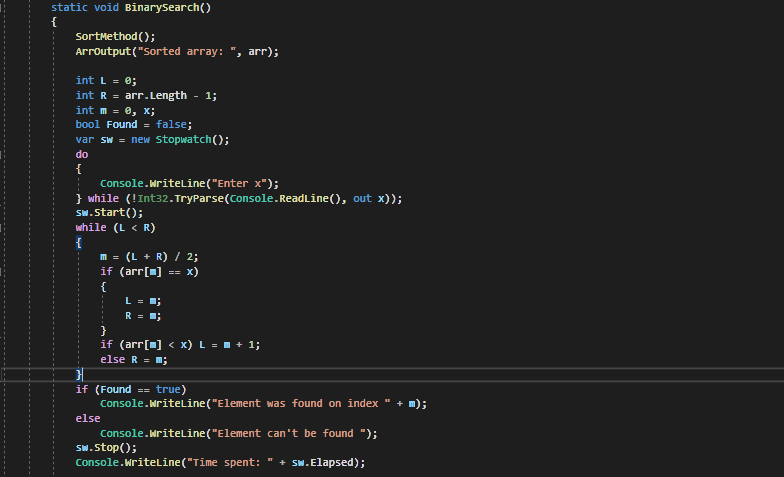 static void BinarySearch()
{
SortMethod();
ArrOutput("Sorted array: ", arr);
int L = 0;
int R = arr.Length - 1;
int m = 0, x;
bool Found = false;
var sw = new Stopwatch();
do
{
Console.WriteLine("Enter x");
} while (!Int32.TryParse(Console.ReadLine(), out x));
sw.Start();
while (L < R)
{
m = (L + R) / 2;
if (arr[m] == x)
{
L = m;
R = m;
}
if (arr[m] < x) L = m + 1;
else R = m;
}
if (Found == true)
Console.WriteLine("Element was found on index " + m);
else
Console.WriteLine("Element can't be found ");
sw.Stop();
Console.WriteLine("Time spent: " + sw.Elapsed);